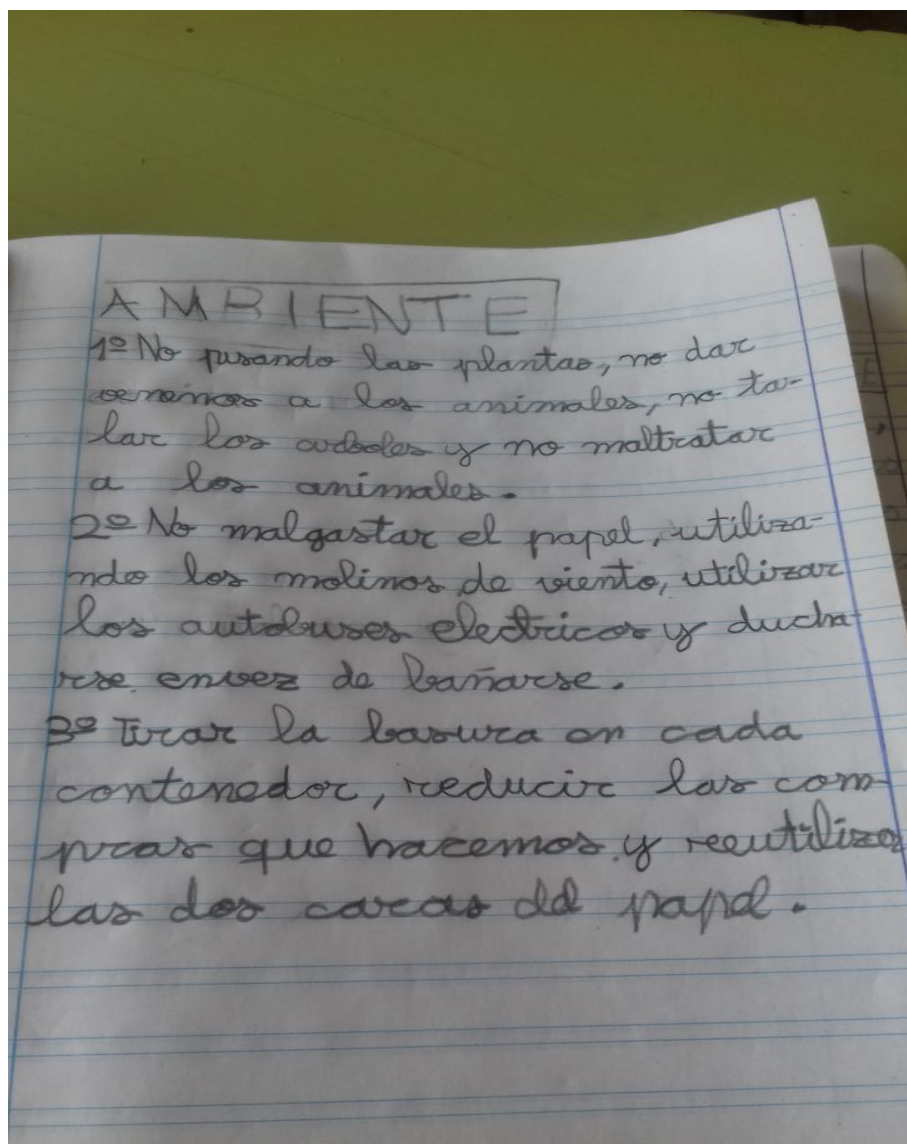 AMBIENTE
1º No pisando las plantas, no dar
venenos a los animales, no ta-
lar los arboles y no maltratar
a los animales.
2º No malgastar el papel, utiliza-
ndo los molinos de viento, utilizar
los autobuses electricos y ducha-
rse envez de bañarse.
3º Tirar la basura en cada
contenedor, reducir las com-
pras que hacemos y reeutilizar
las dos caras del papel.